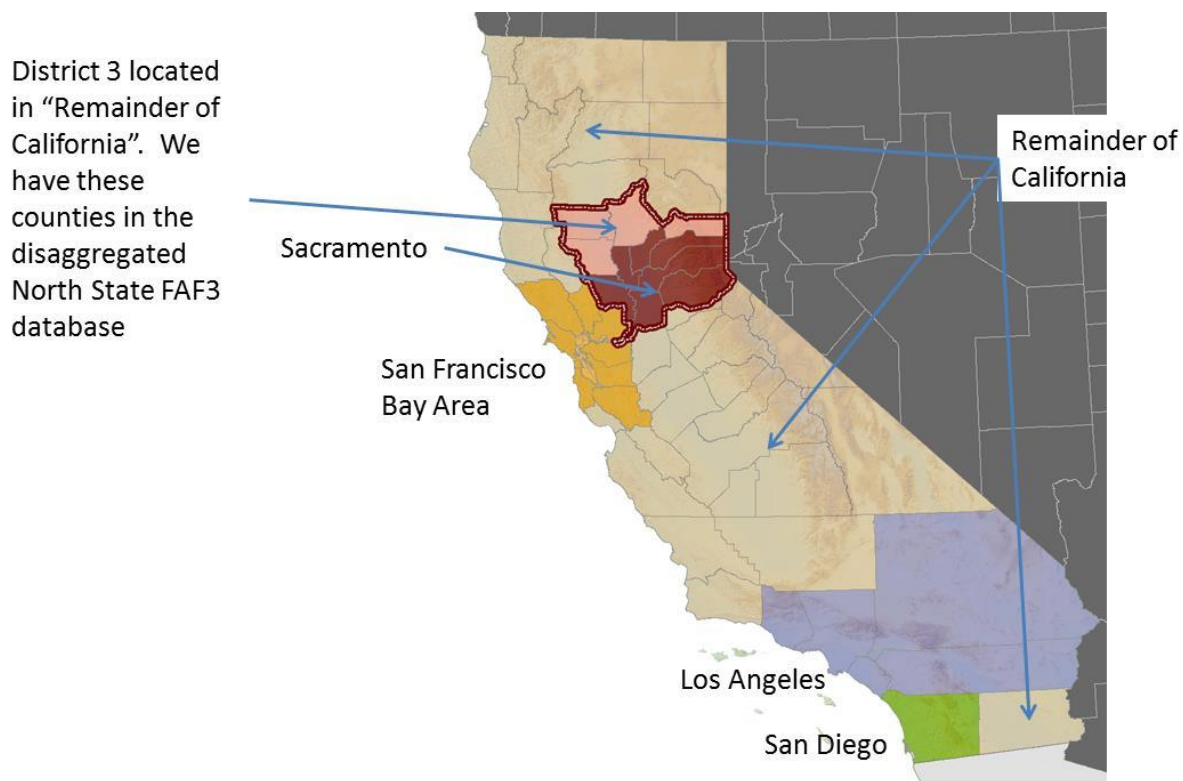 District 3 located
in “Remainder of
California”.  We
have these
counties in the
disaggregated
North State FAF3
database
Remainder of
California
Sacramento
San Francisco
Bay Area
Los Angeles
San Diego